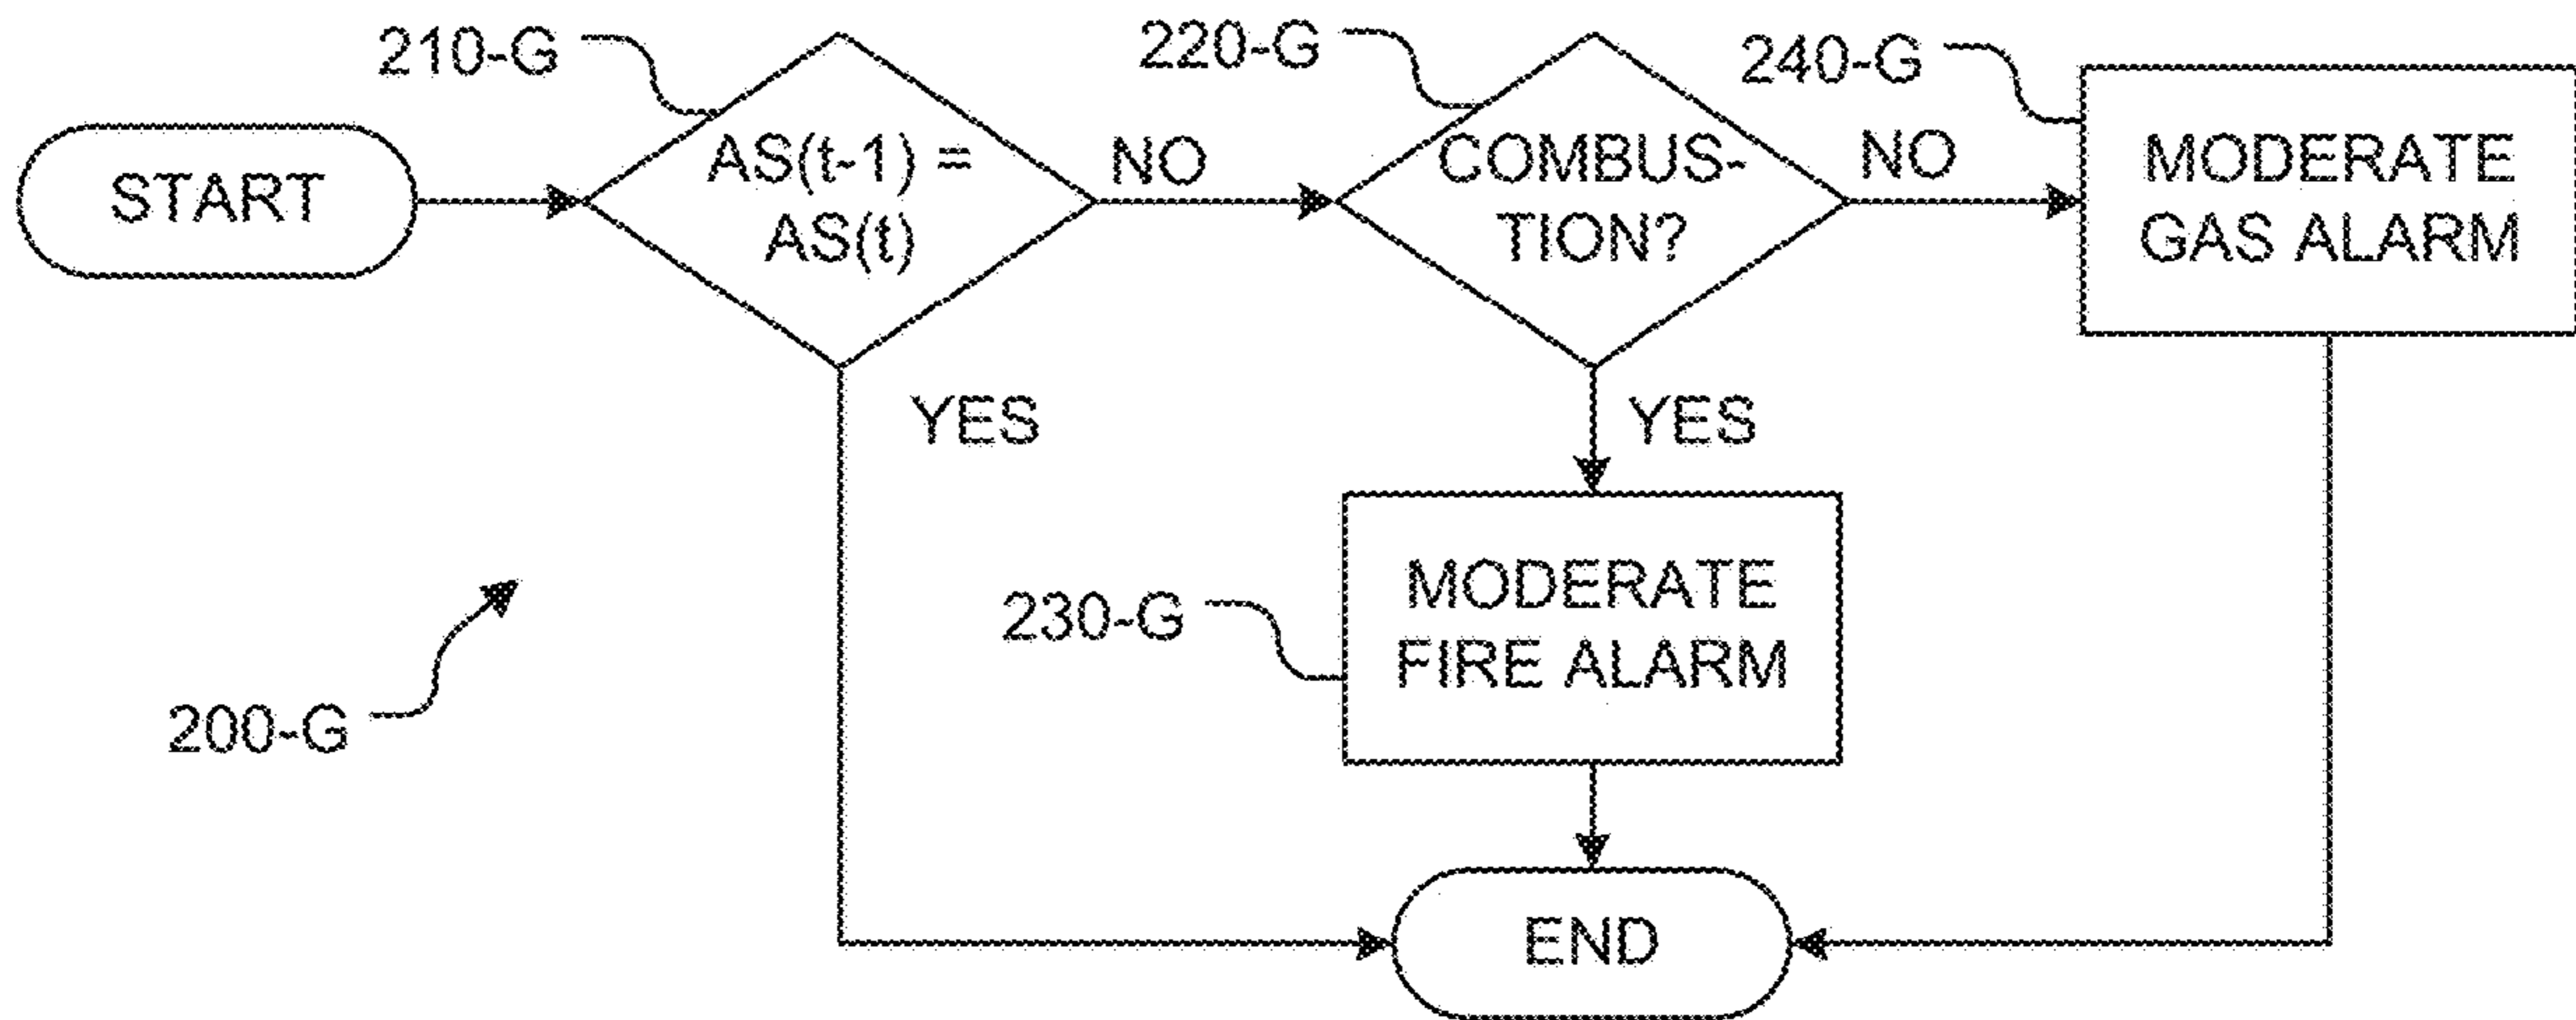 210-G
220-G
240-G
START
AS(t-1) =
AS(t)
NO
COMBUS-
TION?
NO
MODERATE
GAS ALARM
YES
YES
230-G
MODERATE
FIRE ALARM
200-G
END